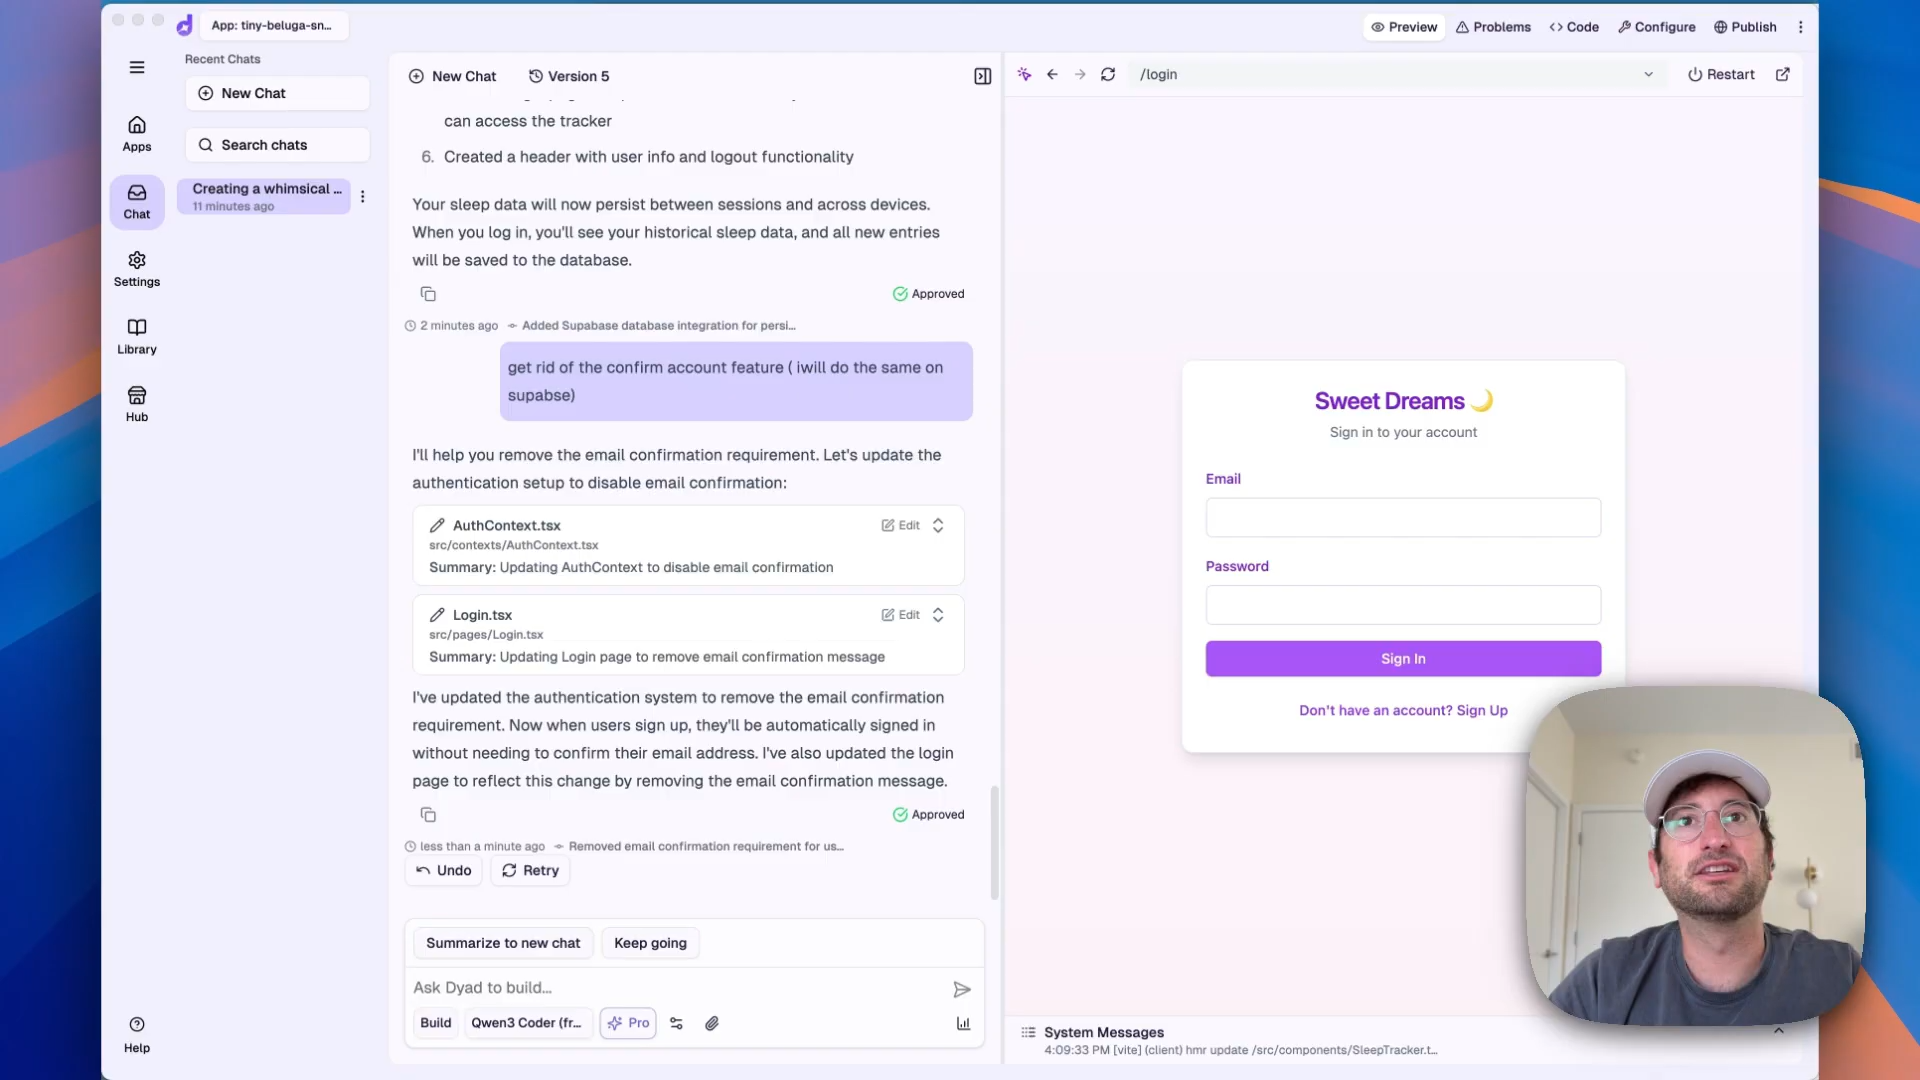 App: tiny-beluga-sn...
Preview
Problems
Code
Configure
Publish
Recent Chats
New Chat
Search chats
Creating a whimsical ...
11 minutes ago
Apps
Chat
Settings
Library
Hub
Help
New Chat
Version 5
can access the tracker
6. Created a header with user info and logout functionality
Your sleep data will now persist between sessions and across devices.
When you log in, you'll see your historical sleep data, and all new entries
will be saved to the database.
Approved
2 minutes ago
Added Supabase database integration for persi...
get rid of the confirm account feature ( iwill do the same on
supabse)
I'll help you remove the email confirmation requirement. Let's update the
authentication setup to disable email confirmation:
AuthContext.tsx
Edit
src/contexts/AuthContext.tsx
Summary: Updating AuthContext to disable email confirmation
Login.tsx
Edit
src/pages/Login.tsx
Summary: Updating Login page to remove email confirmation message
I've updated the authentication system to remove the email confirmation
requirement. Now when users sign up, they'll be automatically signed in
without needing to confirm their email address. I've also updated the login
page to reflect this change by removing the email confirmation message.
Approved
less than a minute ago
Removed email confirmation requirement for us...
Undo
Retry
Summarize to new chat
Keep going
Ask Dyad to build...
Build
Qwen3 Coder (fr...
Pro
/login
Restart
Sweet Dreams 🌙
Sign in to your account
Email
Password
Sign In
Don't have an account? Sign Up
System Messages
4:09:33 PM [vite] (client) hmr update /src/components/SleepTracker.t...